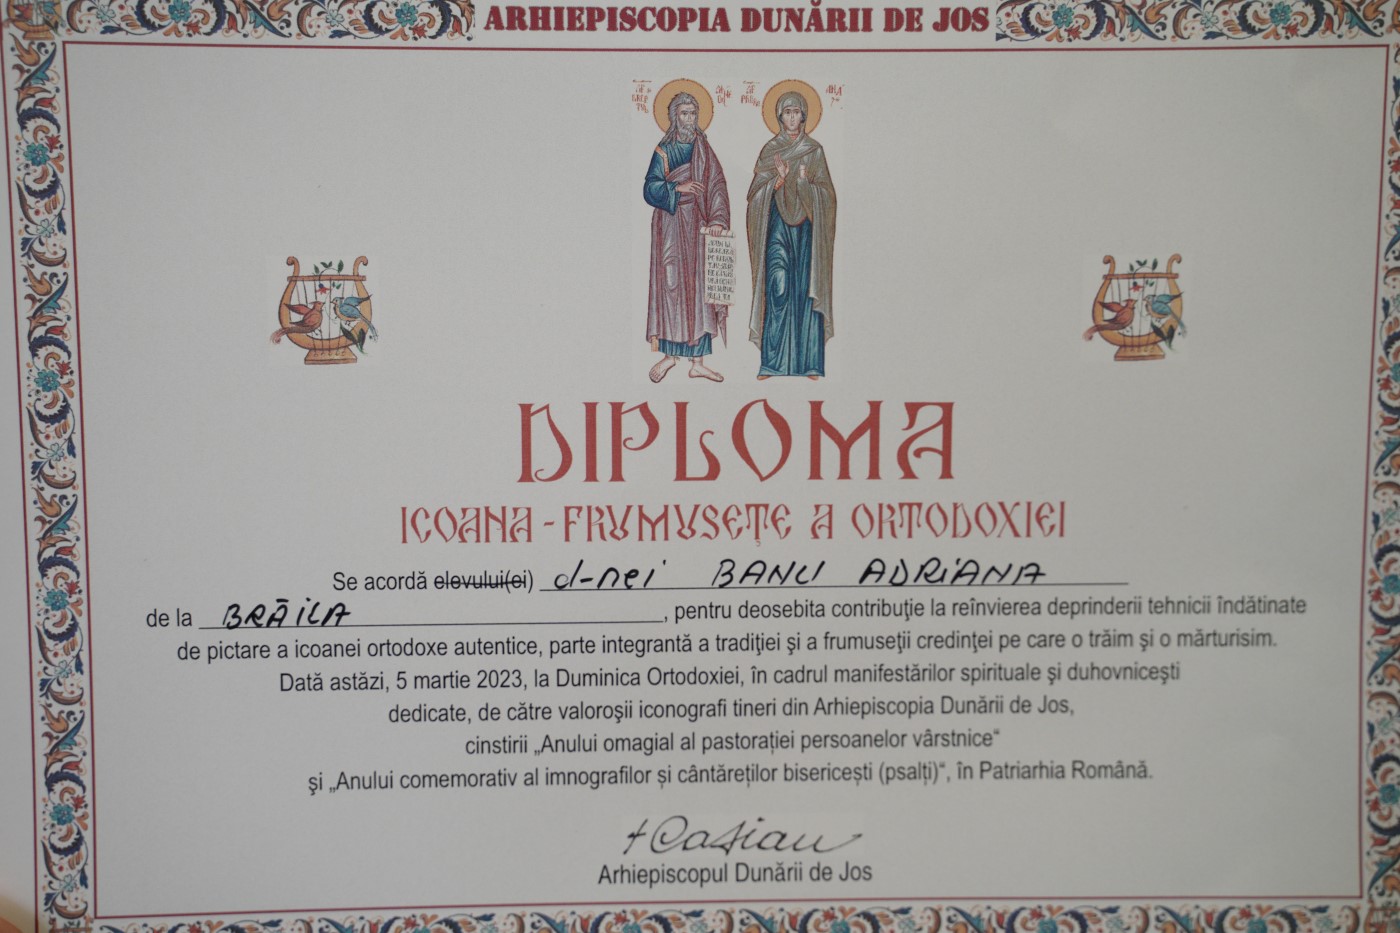 ARHIEPISCOPIA DUNĂRII DE JOS
DIPLOMA
ICOANA - FRUMUSEŢE A ORTODOXIEI
Se acordă elevului(ei) d-nei BANU ADRIANA
de la BRĂILA, pentru deosebita contribuţie la reînvierea deprinderii tehnicii îndătinate
de pictare a icoanei ortodoxe autentice, parte integrantă a tradiţiei şi a frumuseţii credinţei pe care o trăim şi o mărturisim.
Dată astăzi, 5 martie 2023, la Duminica Ortodoxiei, în cadrul manifestărilor spirituale şi duhovniceşti
dedicate, de către valoroşii iconografi tineri din Arhiepiscopia Dunării de Jos,
cinstirii „Anului omagial al pastorației persoanelor vârstnice“
şi „Anului comemorativ al imnografilor și cântăreților bisericești (psalți)“, în Patriarhia Română.
+ Casian
Arhiepiscopul Dunării de Jos